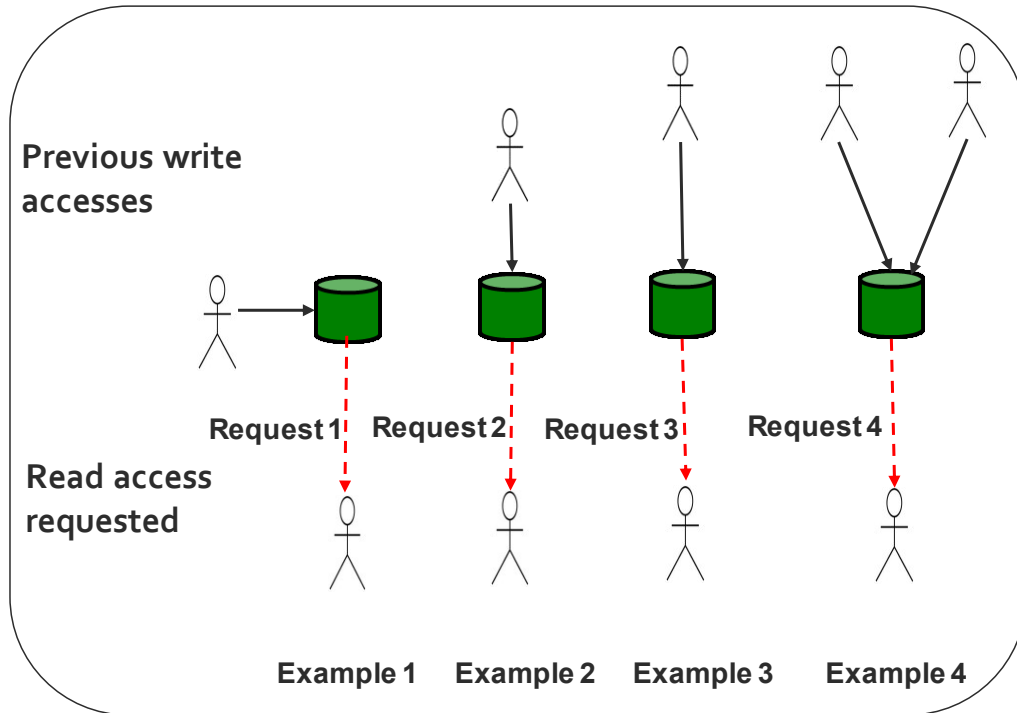 Previous write
accesses
Request 1
Request 2
Request 3
Request 4
Read access
requested
Example 1
Example 2
Example 3
Example 4